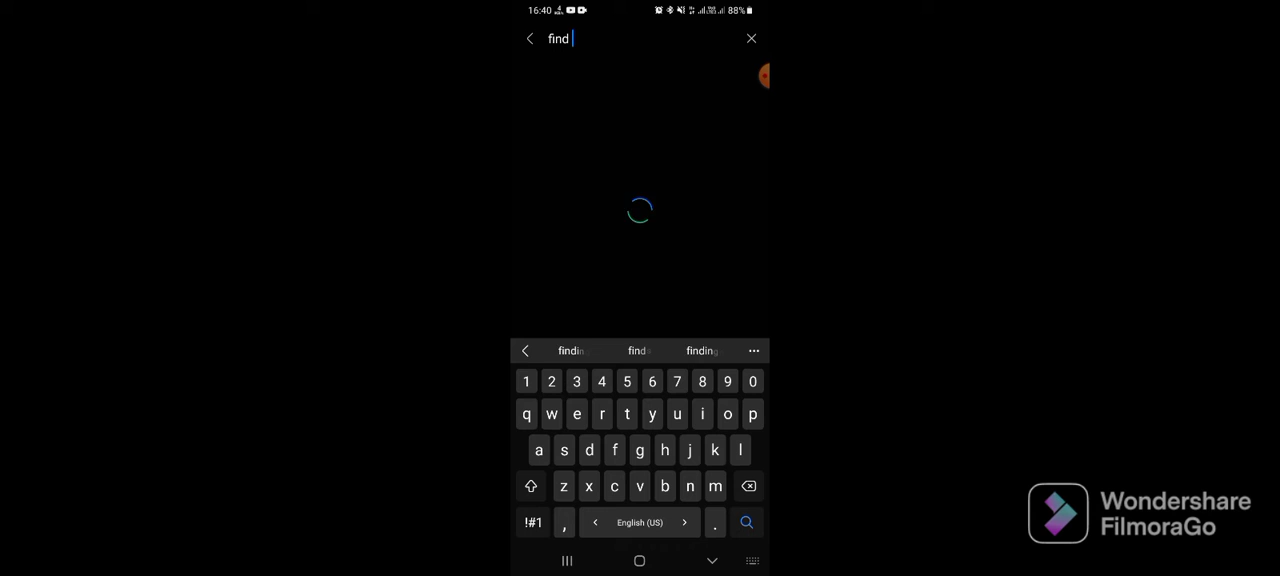 16:40 88%
find
findin find finding
1 2 3 4 5 6 7 8 9 0
q w e r t y u i o p
a s d f g h j k l
z x c v b n m
!#1 , < English (US) > .
Wondershare
FilmoraGo